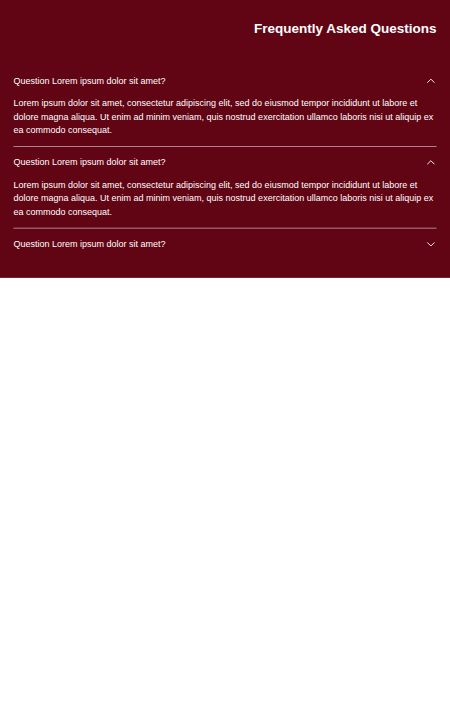 Frequently Asked Questions
Question Lorem ipsum dolor sit amet?
Lorem ipsum dolor sit amet, consectetur adipiscing elit, sed do eiusmod tempor incididunt ut labore et
dolore magna aliqua. Ut enim ad minim veniam, quis nostrud exercitation ullamco laboris nisi ut aliquip ex
ea commodo consequat.
Question Lorem ipsum dolor sit amet?
Lorem ipsum dolor sit amet, consectetur adipiscing elit, sed do eiusmod tempor incididunt ut labore et
dolore magna aliqua. Ut enim ad minim veniam, quis nostrud exercitation ullamco laboris nisi ut aliquip ex
ea commodo consequat.
Question Lorem ipsum dolor sit amet?